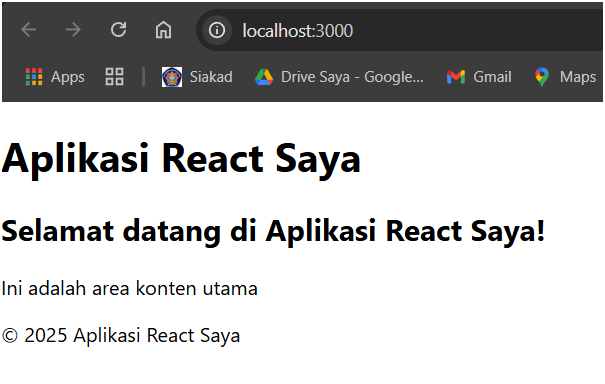 localhost:3000
Apps Siakad Drive Saya - Google... Gmail Maps
Aplikasi React Saya
Selamat datang di Aplikasi React Saya!
Ini adalah area konten utama
© 2025 Aplikasi React Saya